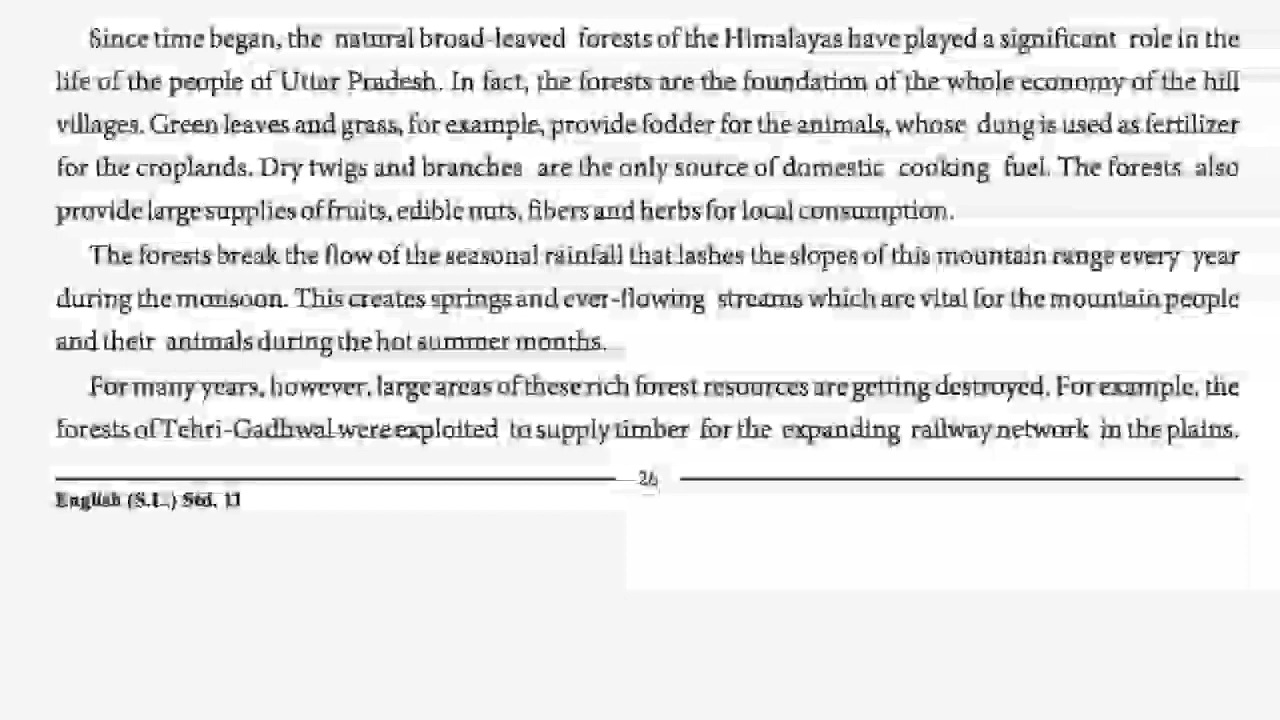 Since time began, the natural broad-leaved forests of the Himalayas have played a significant role in the
life of the people of Uttar Pradesh. In fact, the forests are the foundation of the whole economy of the hill
villages. Green leaves and grass, for example, provide fodder for the animals, whose dung is used as fertilizer
for the croplands. Dry twigs and branches are the only source of domestic cooking fuel. The forests also
provide large supplies of fruits, edible nuts, fibers and herbs for local consumption.
The forests break the flow of the seasonal rainfall that lashes the slopes of this mountain range every year
during the monsoon. This creates springs and ever-flowing streams which are vital for the mountain people
and their animals during the hot summer months.
For many years, however, large areas of these rich forest resources are getting destroyed. For example, the
forests of Tehri-Gadhwal were exploited to supply timber for the expanding railway network in the plains.
26
English (S.L.) Std. 11